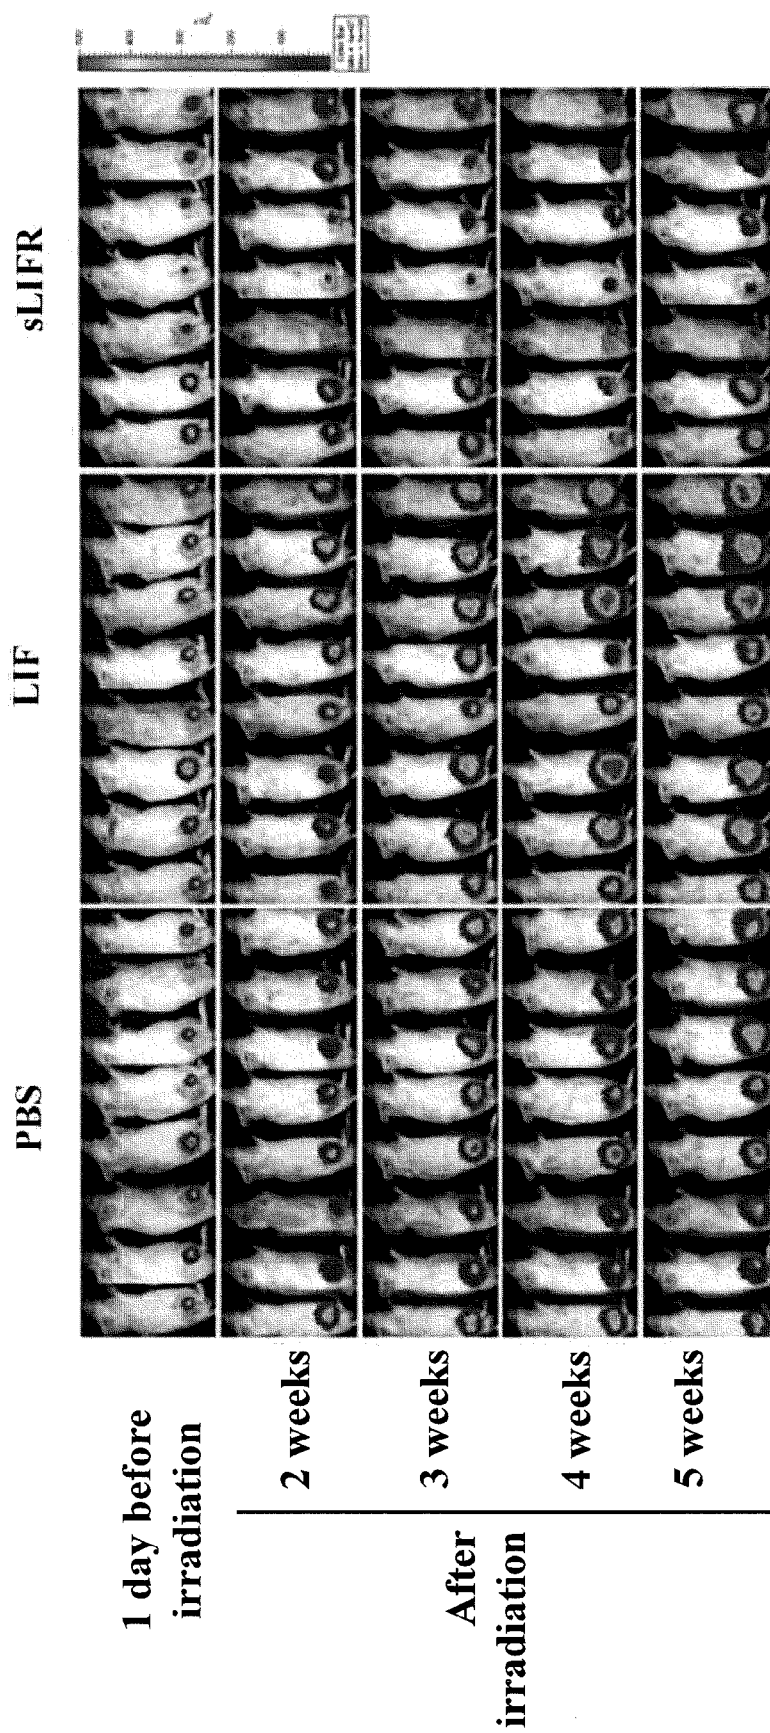 PBS
LIF
sLIFR
1 day before
irradiation
After
irradiation
2 weeks
3 weeks
4 weeks
5 weeks